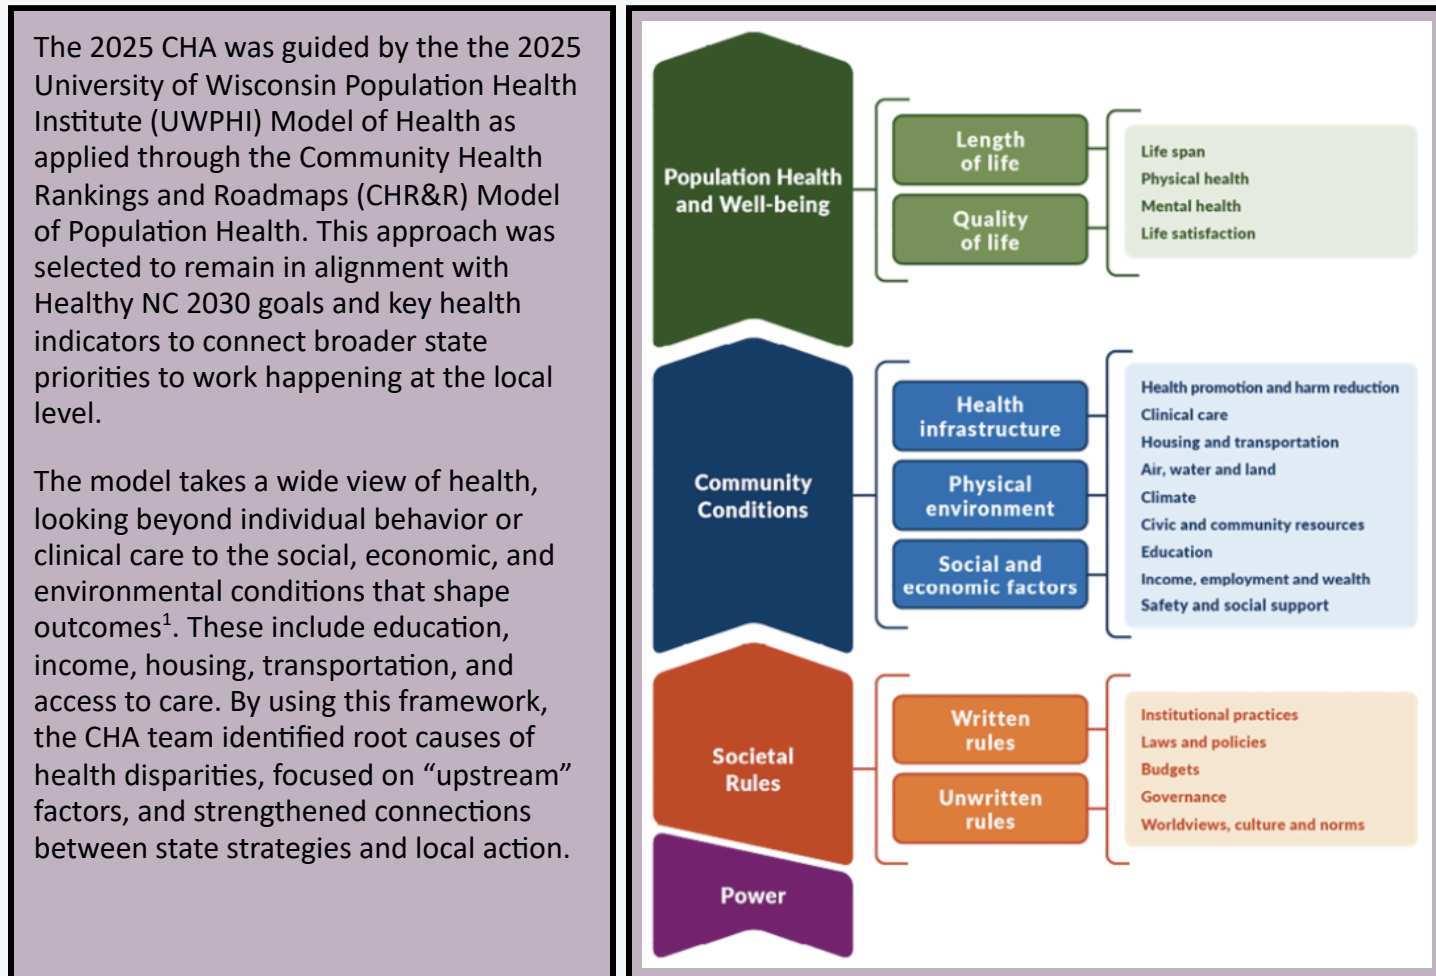 The 2025 CHA was guided by the the 2025
University of Wisconsin Population Health
Institute (UWPHI) Model of Health as
applied through the Community Health
Rankings and Roadmaps (CHR&R) Model
of Population Health. This approach was
selected to remain in alignment with
Healthy NC 2030 goals and key health
indicators to connect broader state
priorities to work happening at the local
level.
The model takes a wide view of health,
looking beyond individual behavior or
clinical care to the social, economic, and
environmental conditions that shape
outcomes¹. These include education,
income, housing, transportation, and
access to care. By using this framework,
the CHA team identified root causes of
health disparities, focused on “upstream”
factors, and strengthened connections
between state strategies and local action.
Population Health
and Well-being
Length
of life
Quality
of life
Life span
Physical health
Mental health
Life satisfaction
Community
Conditions
Health
infrastructure
Physical
environment
Social and
economic factors
Health promotion and harm reduction
Clinical care
Housing and transportation
Air, water and land
Climate
Civic and community resources
Education
Income, employment and wealth
Safety and social support
Societal
Rules
Written
rules
Unwritten
rules
Institutional practices
Laws and policies
Budgets
Governance
Worldviews, culture and norms
Power